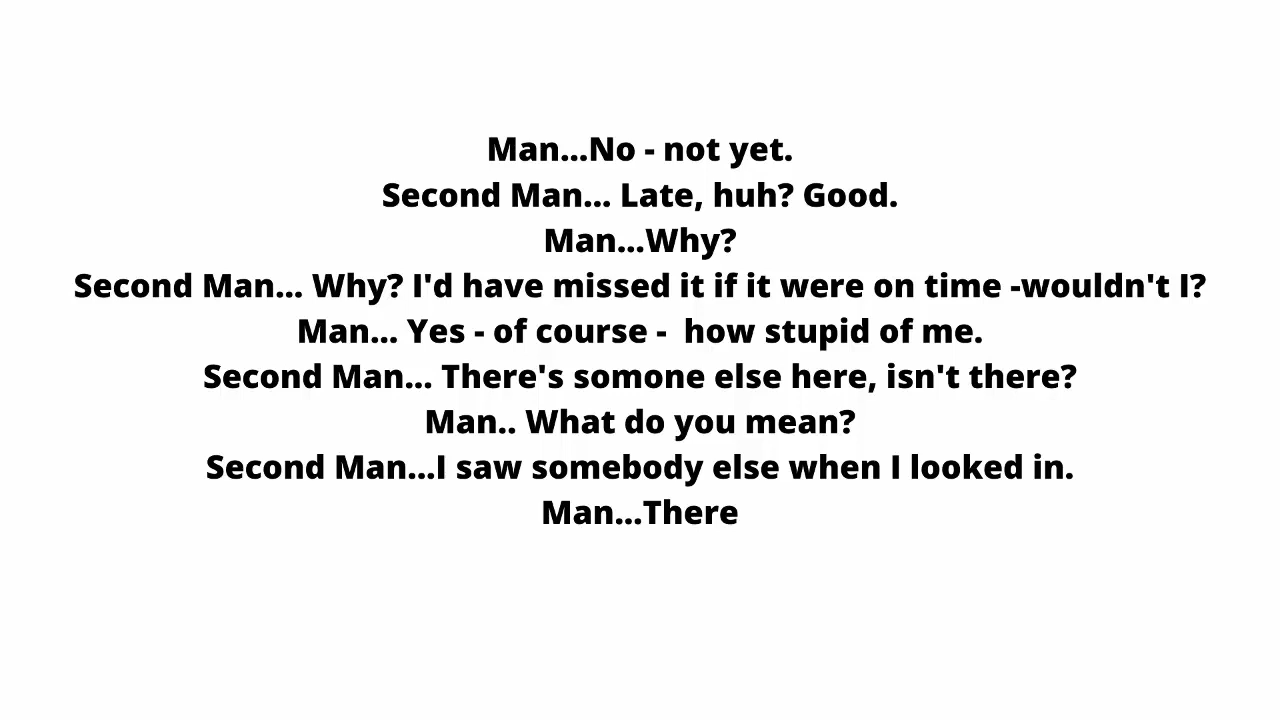 Man...No - not yet.
Second Man... Late, huh? Good.
Man...Why?
Second Man... Why? I'd have missed it if it were on time -wouldn't I?
Man... Yes - of course -  how stupid of me.
Second Man... There's somone else here, isn't there?
Man.. What do you mean?
Second Man...I saw somebody else when I looked in.
Man...There